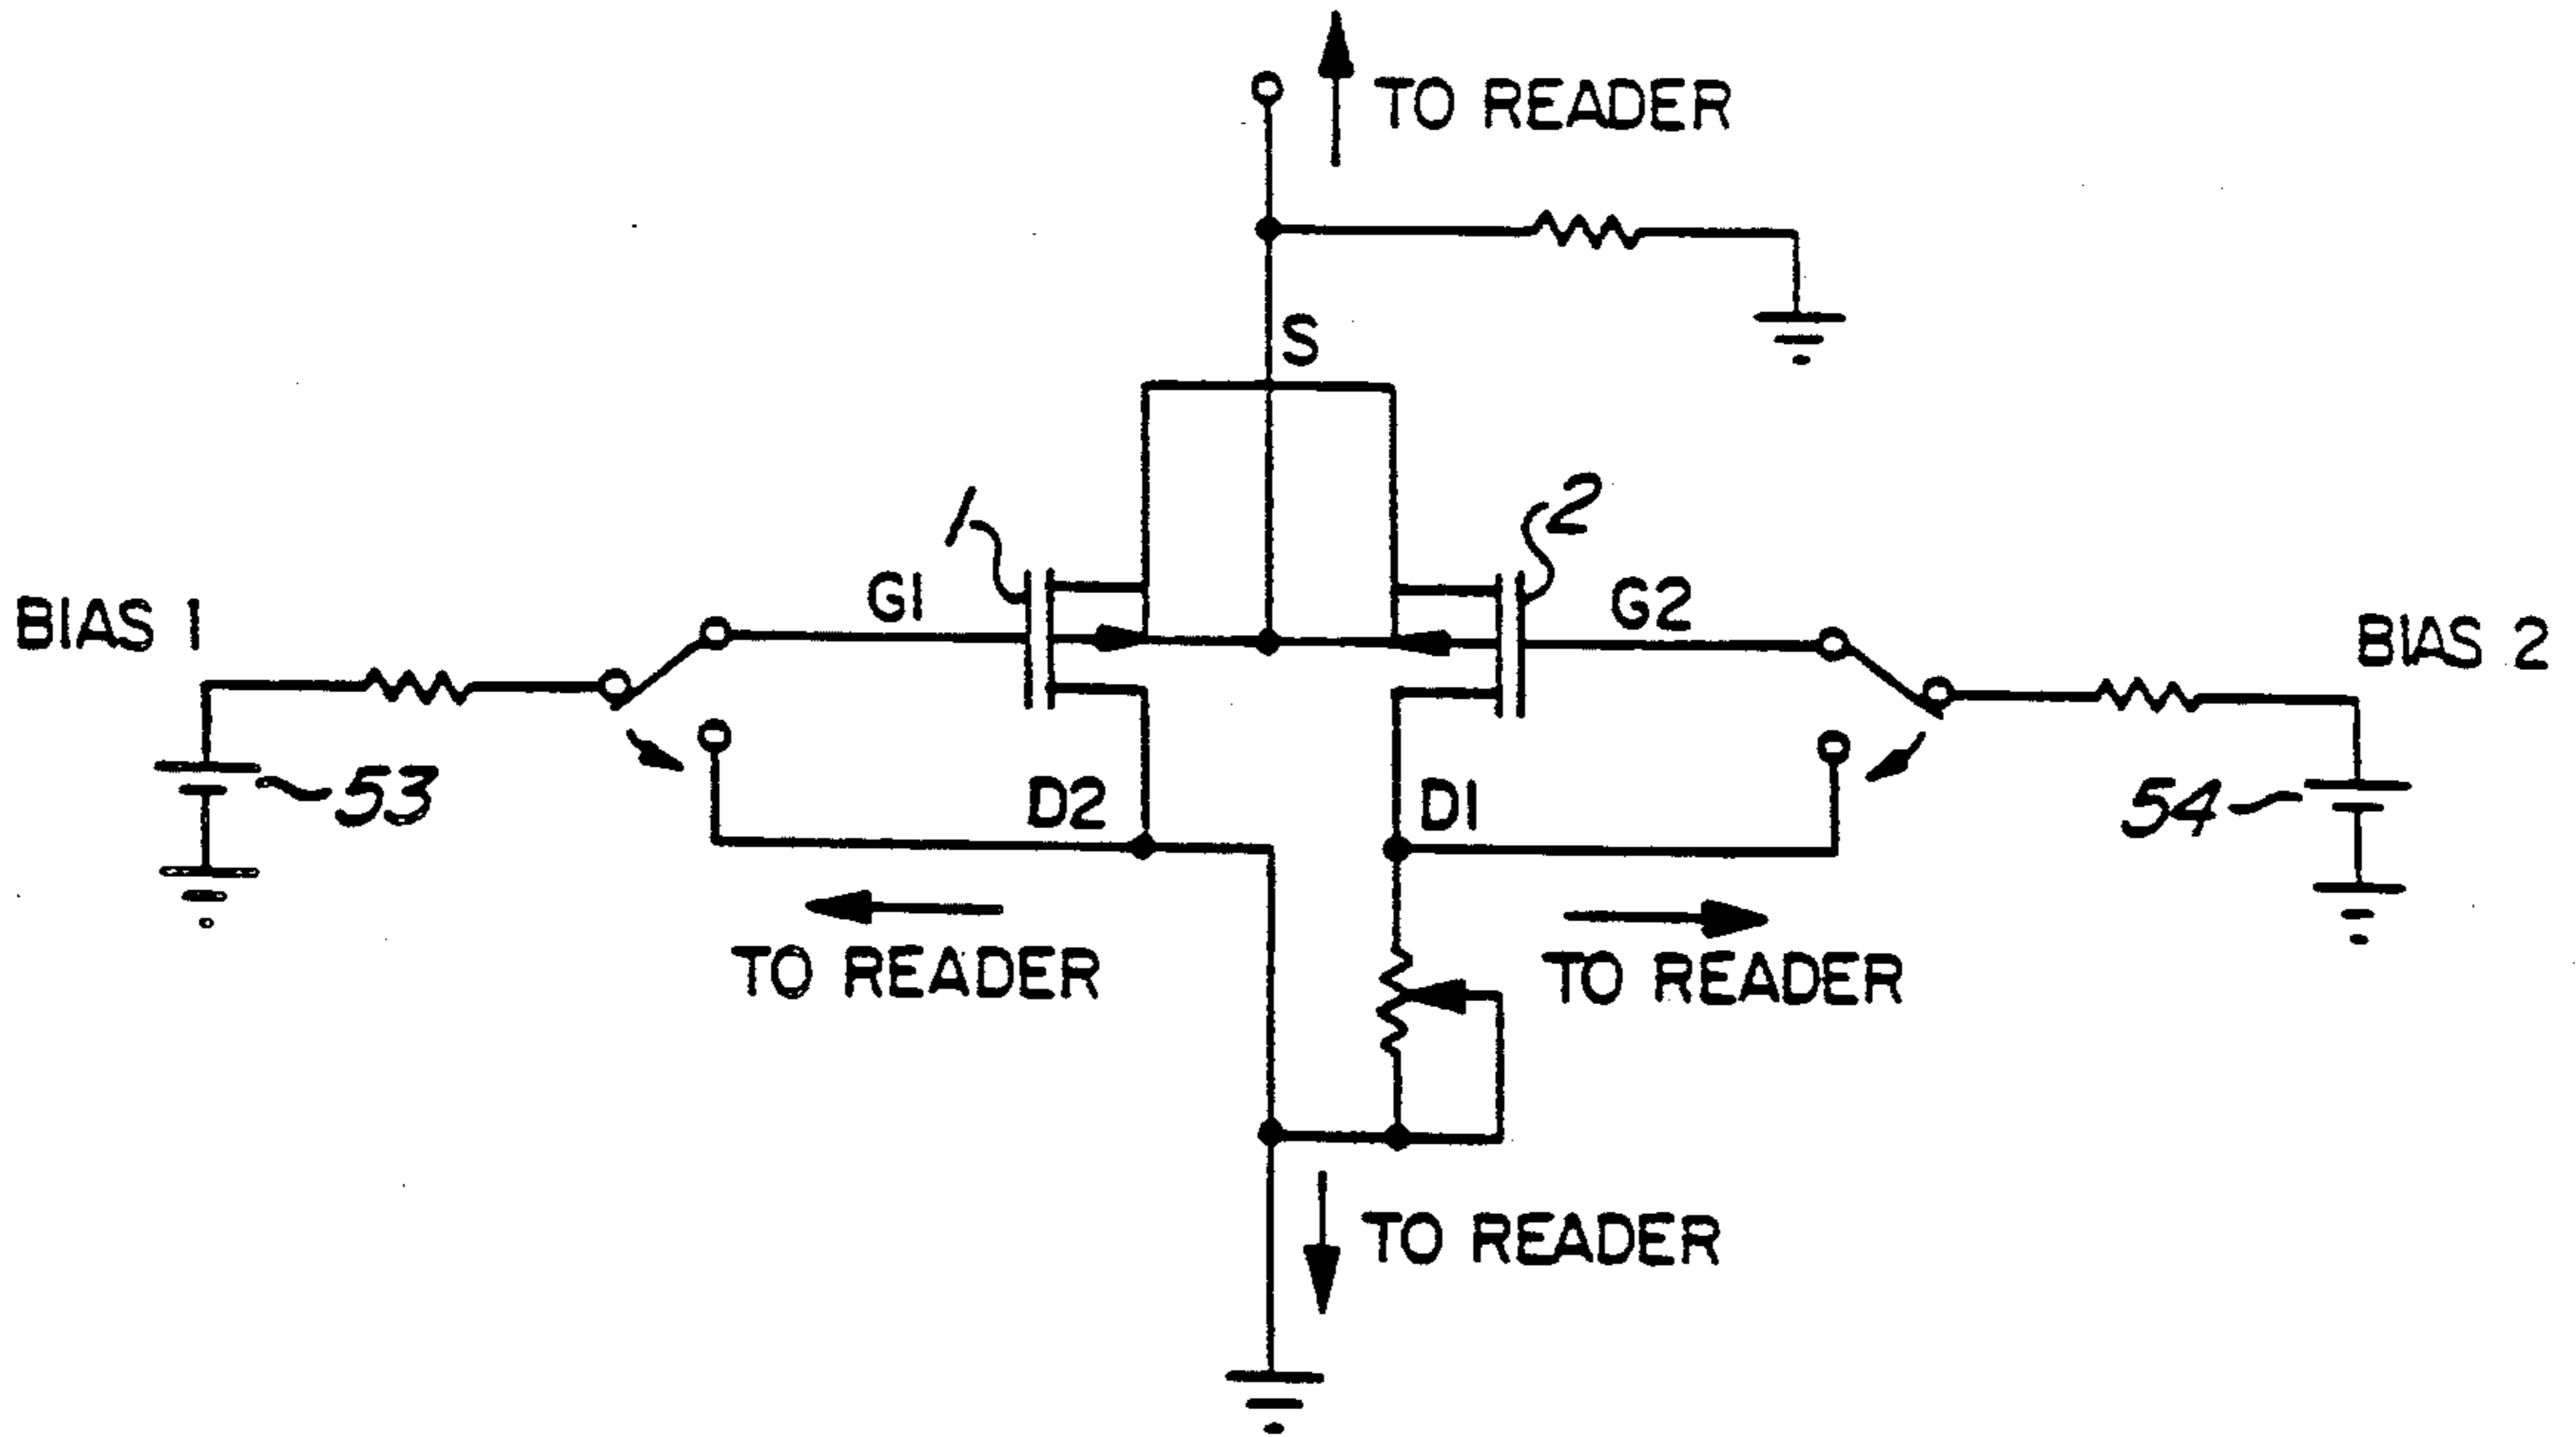 TO READER
S
1
2
G1
G2
BIAS 1
BIAS 2
53
D2
D1
54
TO READER
TO READER
TO READER